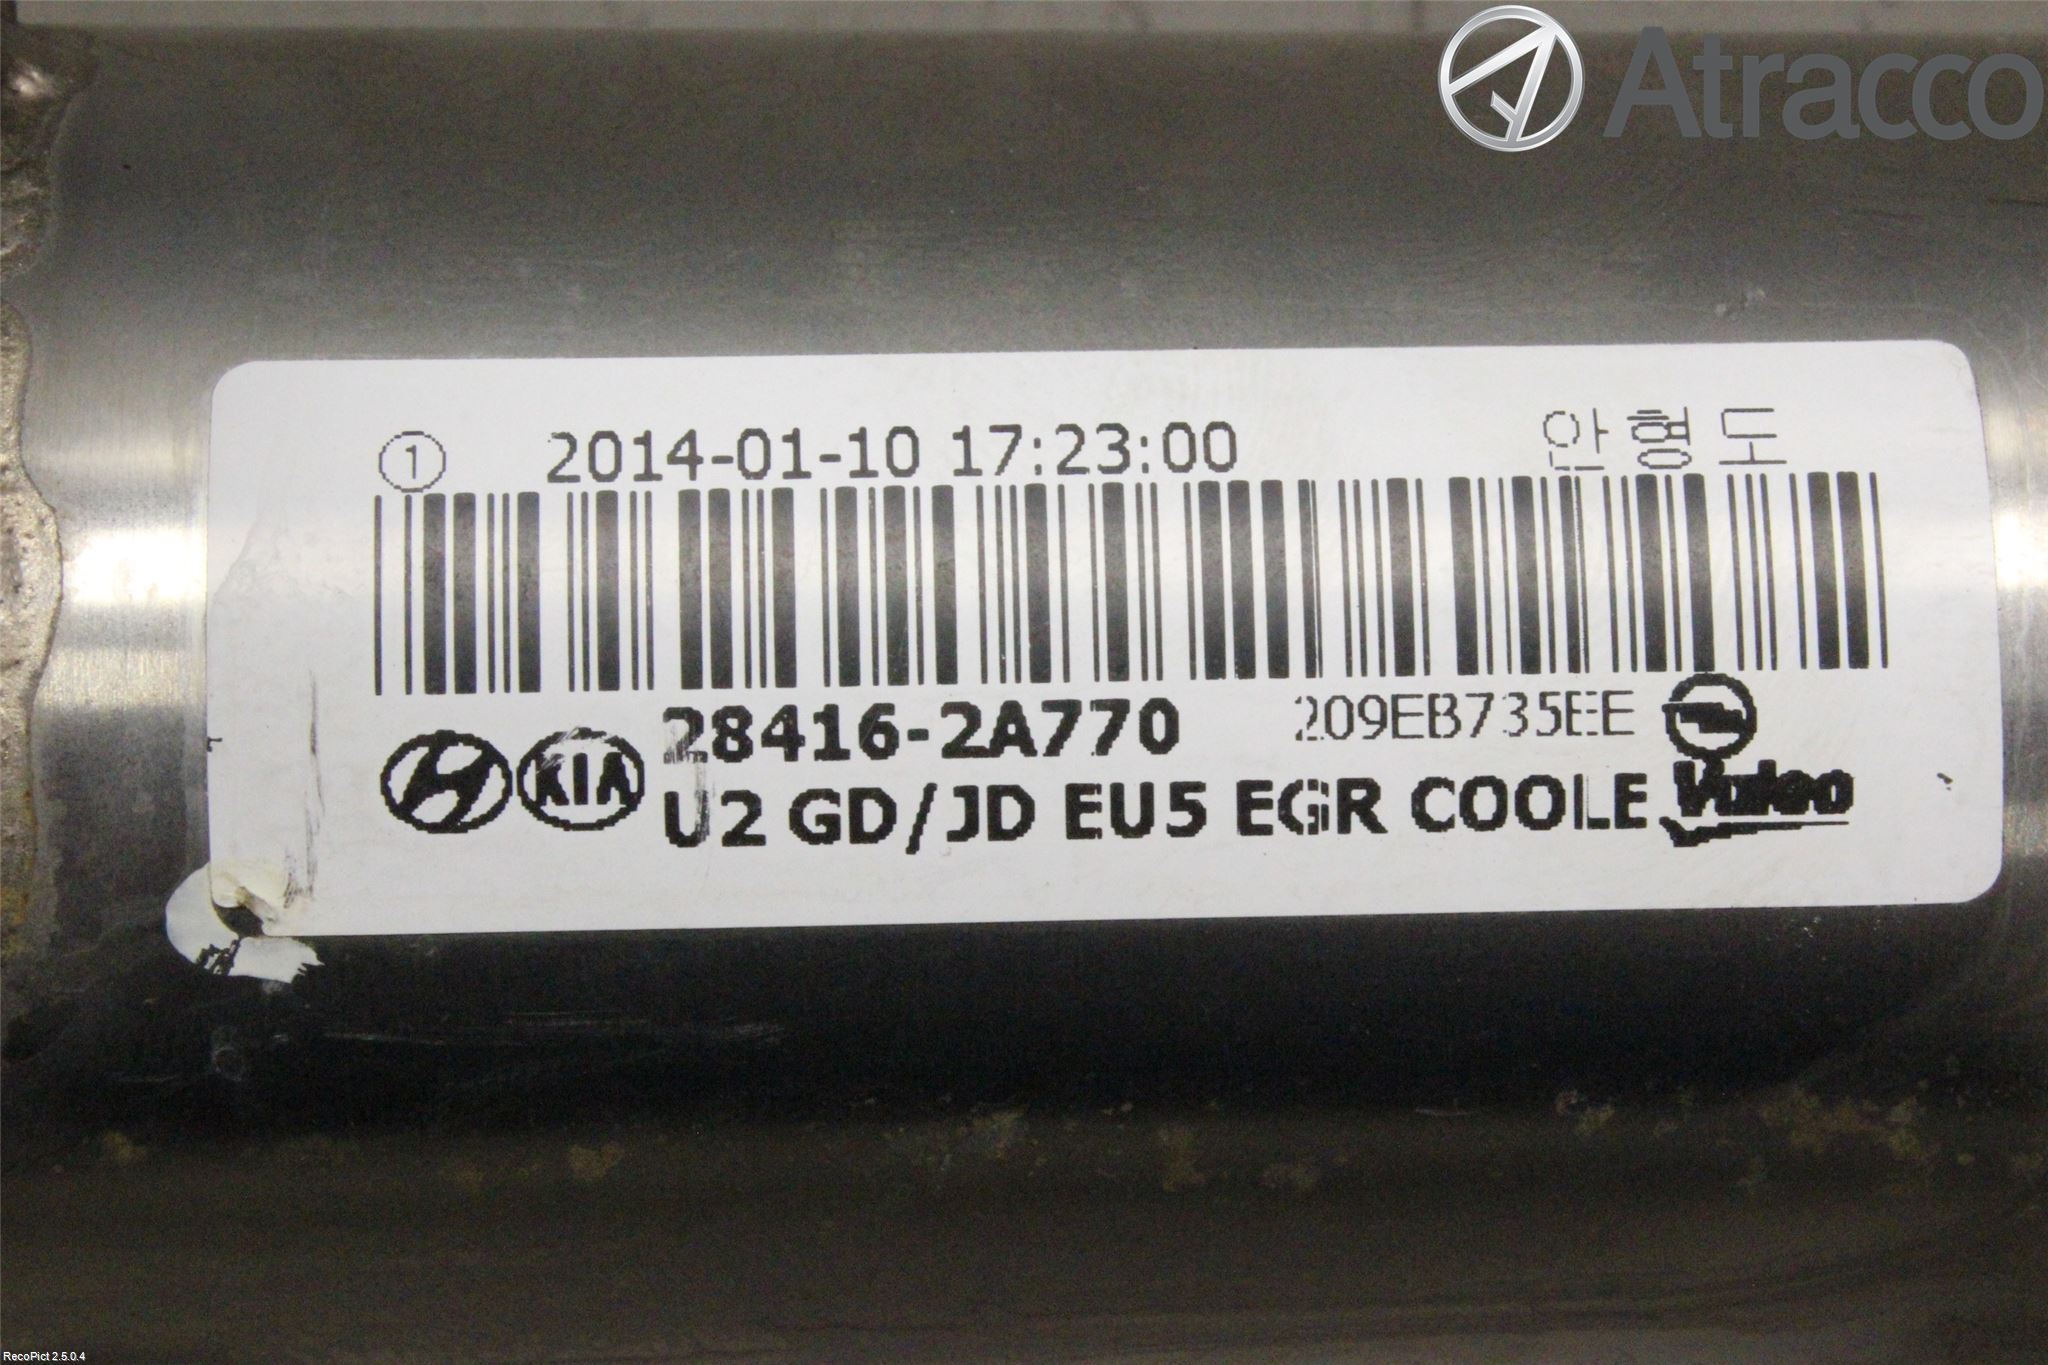 Atracco
① 2014-01-10 17:23:00 안형도
28416-2A770 209EB735EE
KIA
U2 GD/JD EU5 EGR COOLE Valeo
RecoPict 2.5.0.4